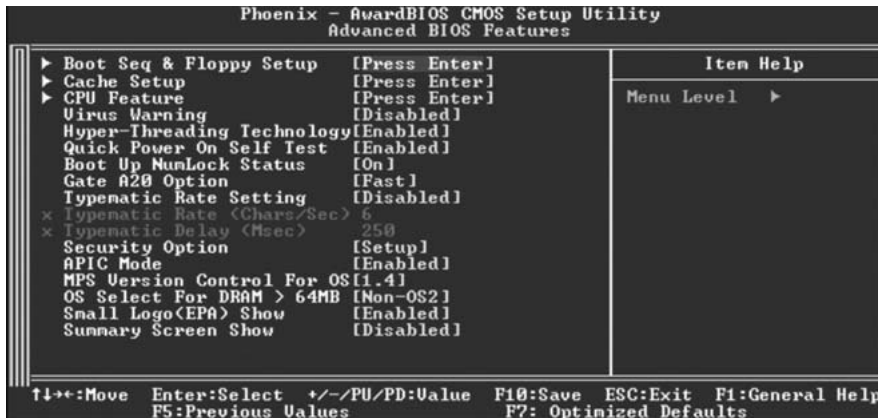 Phoenix - AwardBIOS CMOS Setup Utility
Advanced BIOS Features
► Boot Seq & Floppy Setup [Press Enter]
► Cache Setup [Press Enter]
► CPU Feature [Press Enter]
Virus Warning [Disabled]
Hyper-Threading Technology[Enabled]
Quick Power On Self Test [Enabled]
Boot Up NumLock Status [On]
Gate A20 Option [Fast]
Typematic Rate Setting [Disabled]
x Typematic Rate (Chars/Sec) 6
x Typematic Delay (Msec) 250
Security Option [Setup]
APIC Mode [Enabled]
MPS Version Control For OS[1.4]
OS Select For DRAM > 64MB [Non-OS2]
Small Logo(EPA) Show [Enabled]
Summary Screen Show [Disabled]
Item Help
Menu Level ►
↑↓→←:Move Enter:Select +/-/PU/PD:Value F10:Save ESC:Exit F1:General Help
F5:Previous Values F7: Optimized Defaults